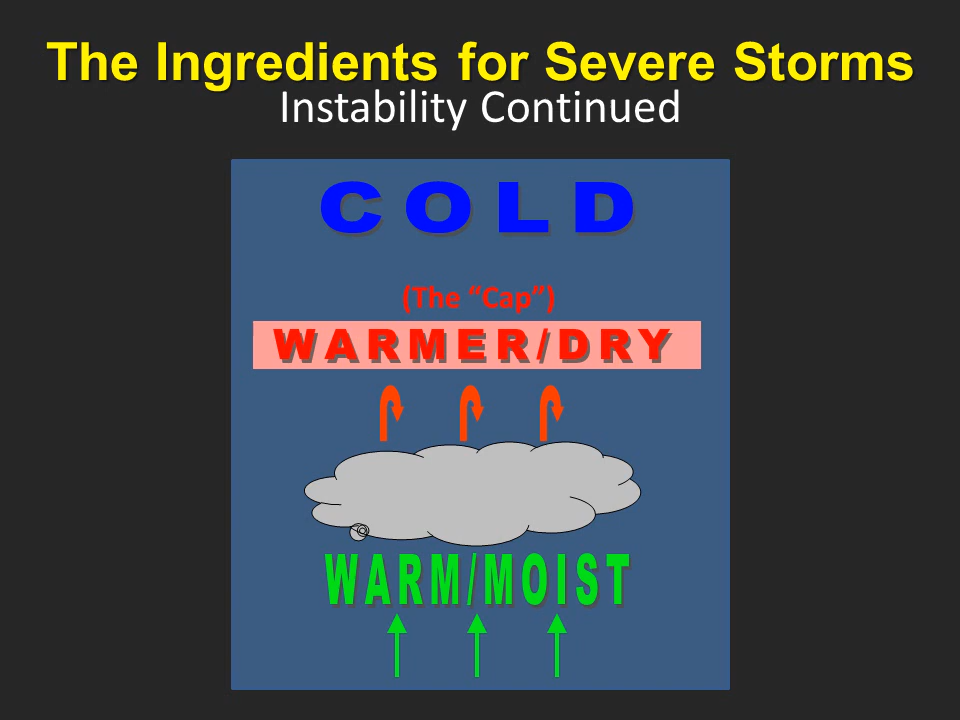 The Ingredients for Severe Storms
Instability Continued
COLD
(The “Cap”)
WARMER/DRY
WARM/MOIST